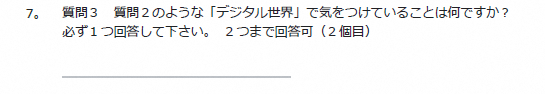 7。 質問３　質問２のような「デジタル世界」で気をつけていることは何ですか？
必ず１つ回答して下さい。 ２つまで回答可（２個目）